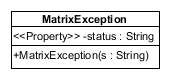 MatrixException
<<Property>> -status : String
+MatrixException(s : String)